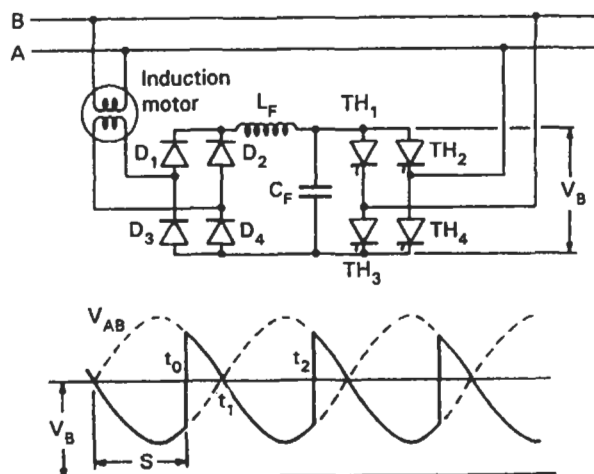 B
A
Induction
motor
L_F
TH_1
D_1
D_2
TH_2
C_F
V_B
D_3
D_4
TH_4
TH_3
V_AB
t_0
t_2
t_1
V_B
S